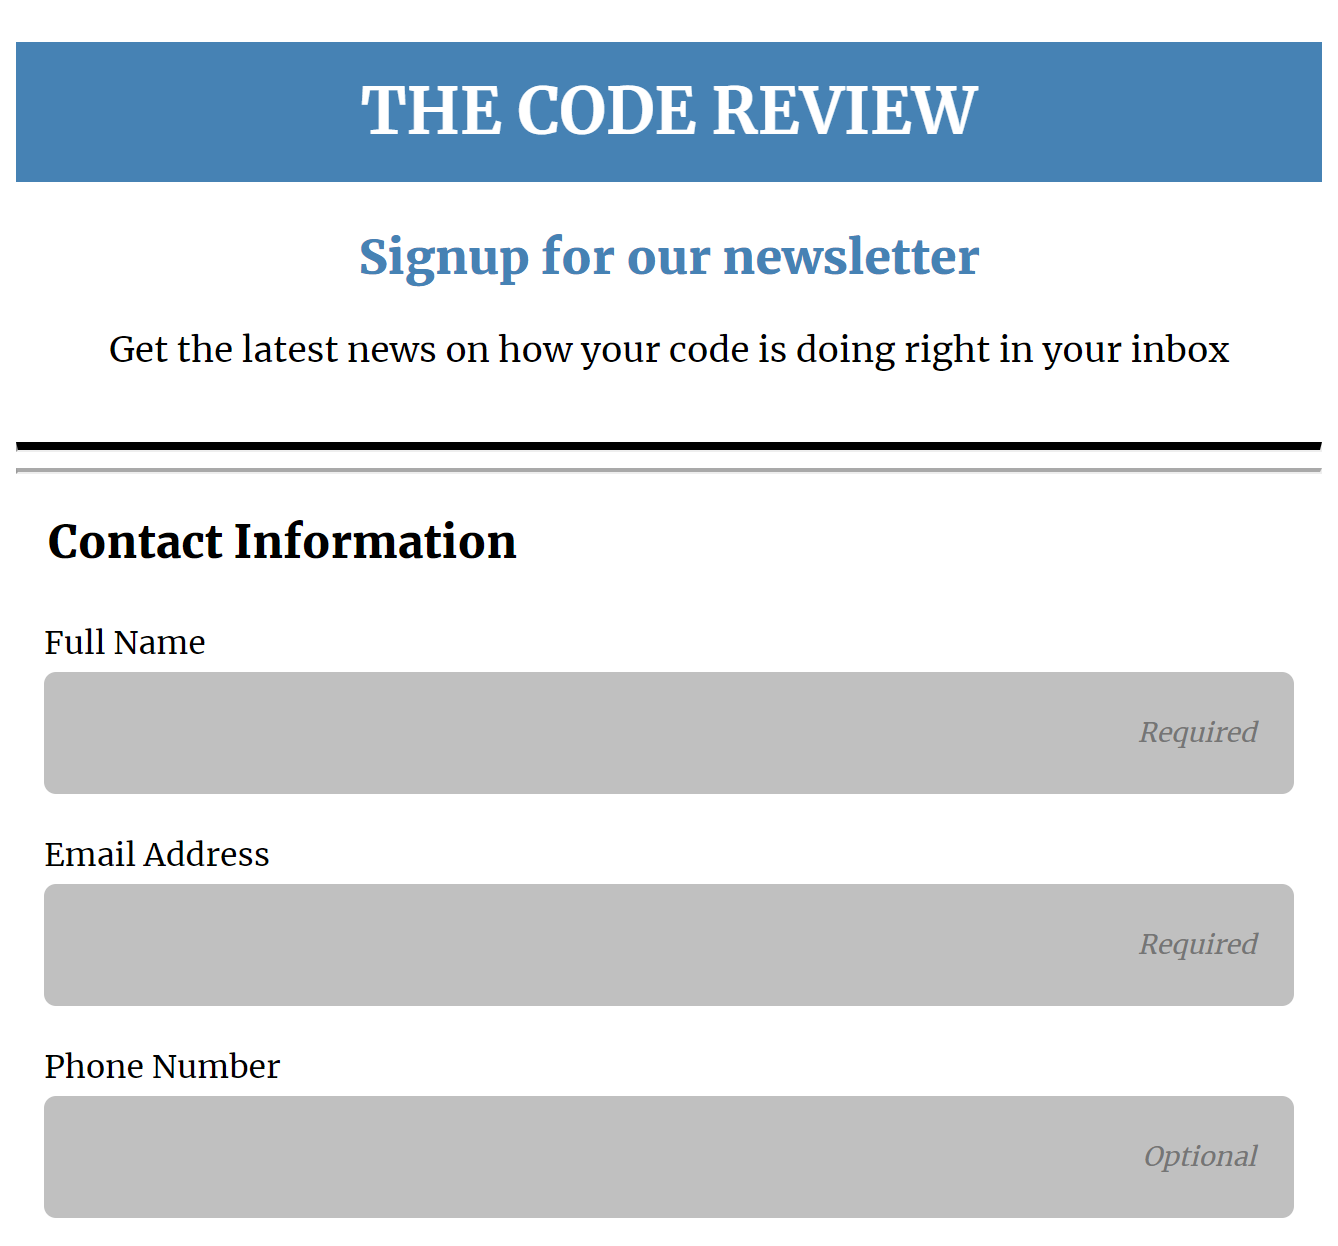 THE CODE REVIEW
Signup for our newsletter
Get the latest news on how your code is doing right in your inbox
Contact Information
Full Name
Required
Email Address
Required
Phone Number
Optional